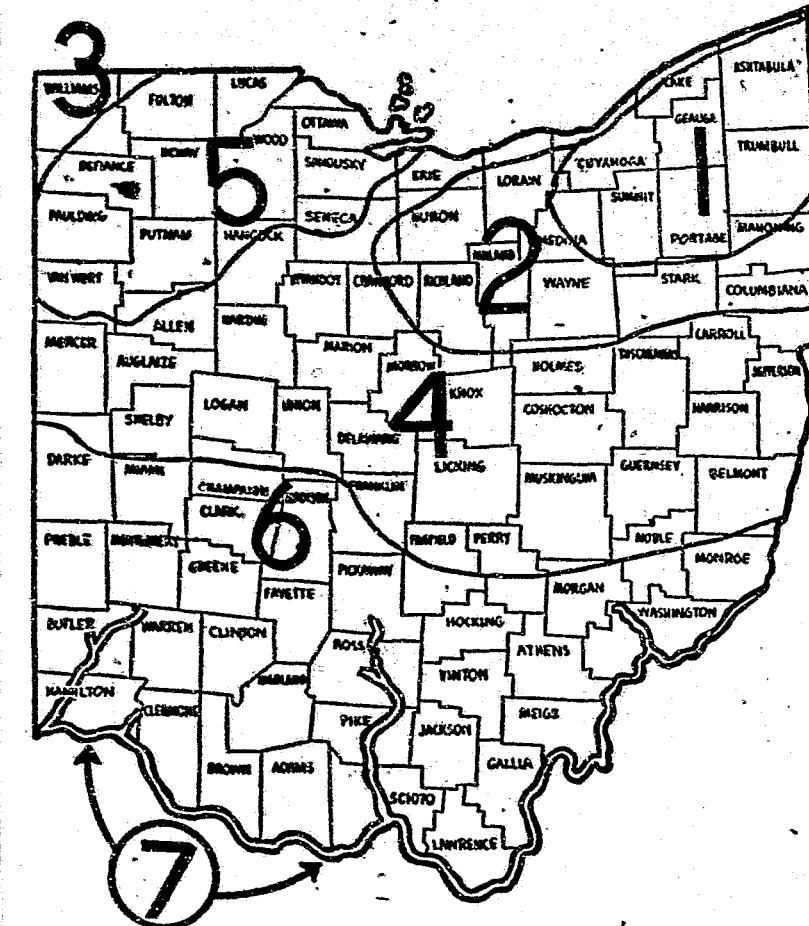 3
WILLIAMS
FULTON
LUCAS
LAKE
ASHTABULA
GEAUGA
OTTAWA
WOOD
HENRY
5
DEFIANCE
SANDUSKY
ERIE
LORAIN
CUYAHOGA
1
TRUMBULL
SUMMIT
PAULDING
PUTNAM
HANCOCK
SENECA
HURON
2
MEDINA
PORTAGE
MAHONING
ASHLAND
VAN WERT
WYANDOT
CRAWFORD
RICHLAND
WAYNE
STARK
COLUMBIANA
ALLEN
HARDIN
MERCER
AUGLAIZE
MARION
MORROW
HOLMES
TUSCARAWAS
CARROLL
JEFFERSON
4
KNOX
LOGAN
UNION
COSHOCTON
HARRISON
SHELBY
DELAWARE
DARKE
MIAMI
LICKING
MUSKINGUM
GUERNSEY
BELMONT
CHAMPAIGN
MADISON
FRANKLIN
CLARK
6
PREBLE
MONTGOMERY
FAIRFIELD
PERRY
NOBLE
MONROE
GREENE
PICKAWAY
MORGAN
FAYETTE
WASHINGTON
BUTLER
WARREN
CLINTON
HOCKING
ROSS
ATHENS
HAMILTON
HIGHLAND
VINTON
CLERMONT
PIKE
MEIGS
JACKSON
BROWN
ADAMS
GALLIA
SCIOTO
LAWRENCE
7